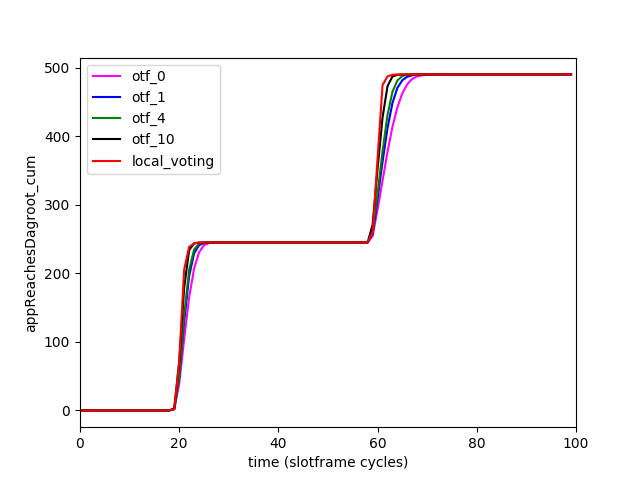 500
400
300
200
100
0
appReachesDagroot_cum
otf_0
otf_1
otf_4
otf_10
local_voting
0 20 40 60 80 100
time (slotframe cycles)